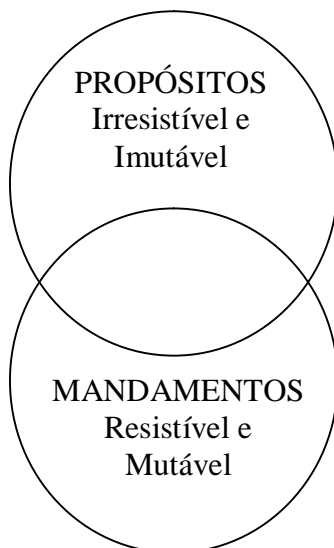 PROPÓSITOS
Irresistível e
Imutável
MANDAMENTOS
Resistível e
Mutável